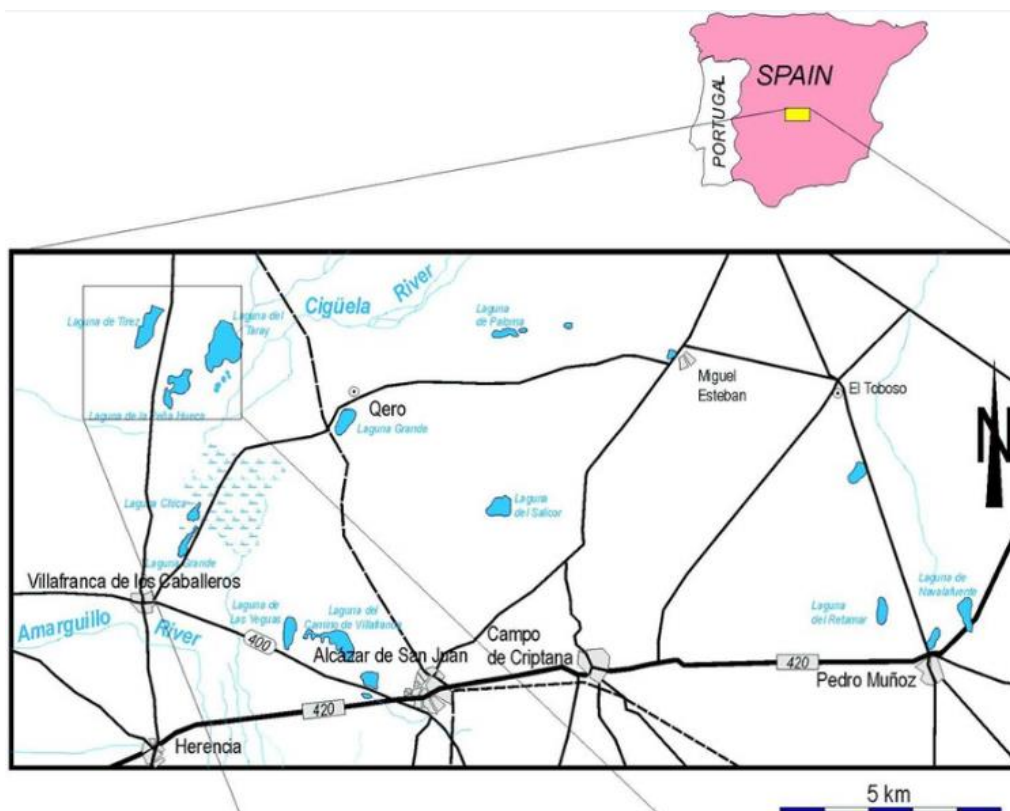 SPAIN
PORTUGAL
Cigüela River
Laguna de Tirez
Laguna del
Taray
Laguna
de Paloma
Laguna de la Peña Hueca
Miguel
Esteban
El Toboso
Qero
Laguna Grande
N
Laguna Chica
Laguna
del Salicor
Laguna Grande
Villafranca de los Caballeros
Laguna de
Navalafuente
Laguna de
Las Yeguas
Laguna del
Camino de Villafranca
Laguna
del Retamar
Amarguillo River
400
Campo
de Criptana
Alcázar de San Juan
420
Pedro Muñoz
420
Herencia
5 km